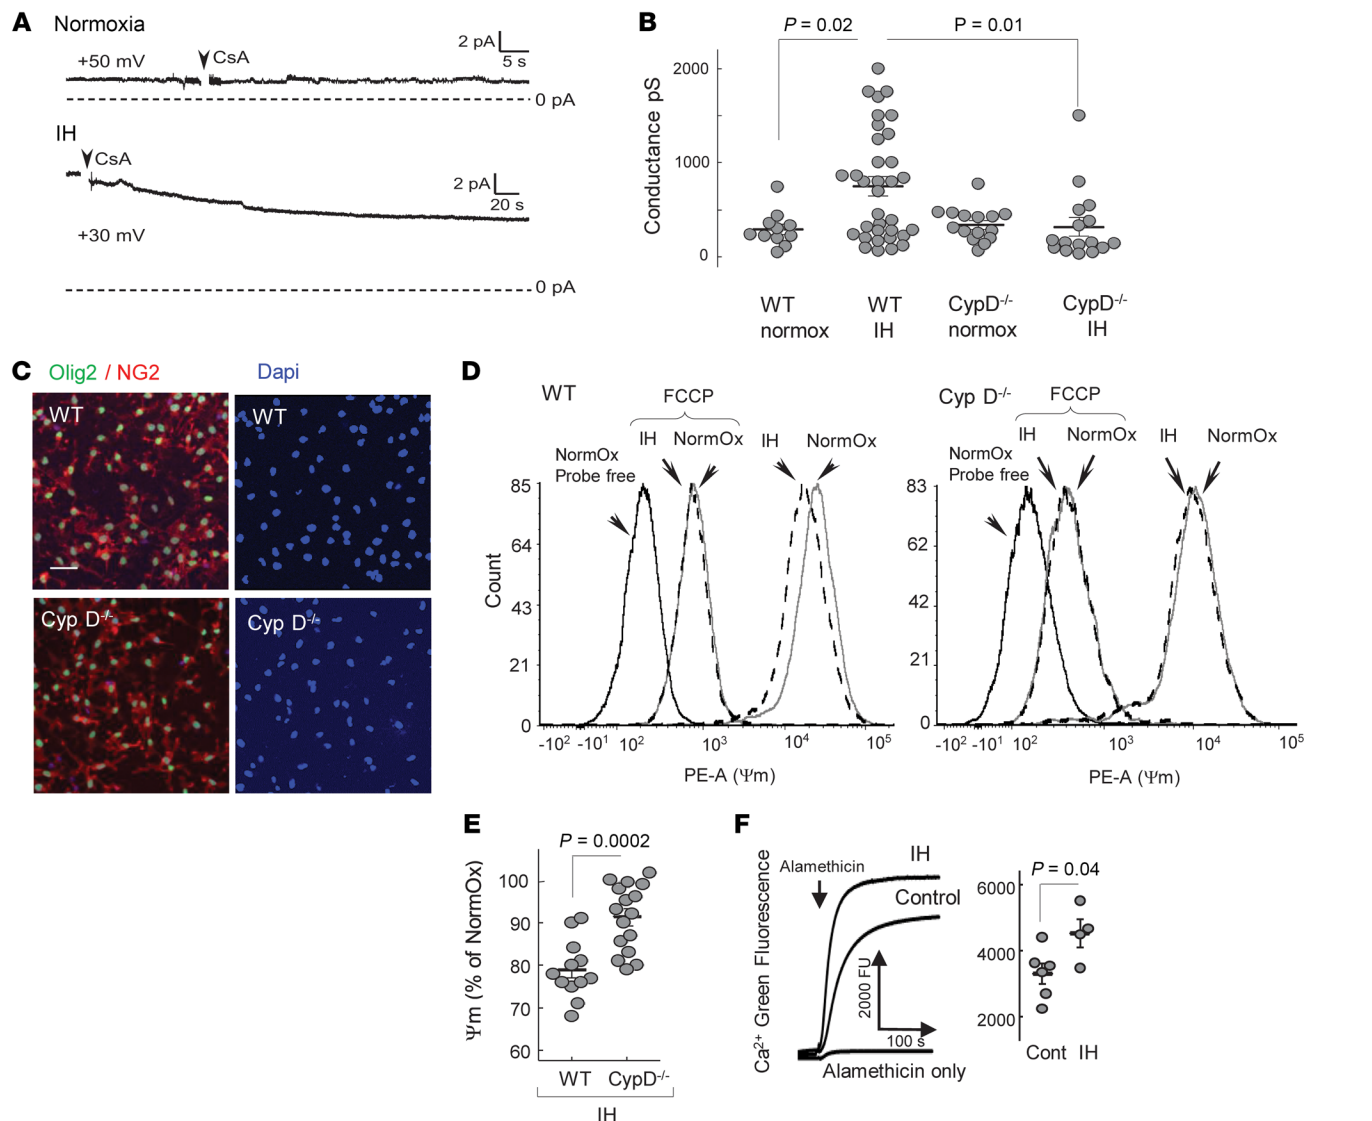 A Normoxia
+50 mV
CsA
2 pA
5 s
0 pA
IH
CsA
2 pA
20 s
+30 mV
0 pA
B
P = 0.02
P = 0.01
Conductance pS
2000
1000
0
WT
normox
WT
IH
CypD-/-
normox
CypD-/-
IH
C Olig2 / NG2
Dapi
WT
WT
Cyp D-/-
Cyp D-/-
D
WT
FCCP
IH NormOx IH NormOx
NormOx
Probe free
Count
85
64
43
21
0
-10² -10¹ 10² 10³ 10⁴ 10⁵
PE-A (Ψm)
Cyp D-/-
FCCP
IH NormOx IH NormOx
NormOx
Probe free
83
62
42
21
0
-10² -10¹ 10² 10³ 10⁴ 10⁵
PE-A (Ψm)
E
P = 0.0002
Ψm (% of NormOx)
100
90
80
70
60
WT CypD-/-
IH
F
Ca²⁺ Green Fluorescence
Alamethicin
IH
Control
2000 FU
100 s
Alamethicin only
P = 0.04
6000
4000
2000
Cont IH